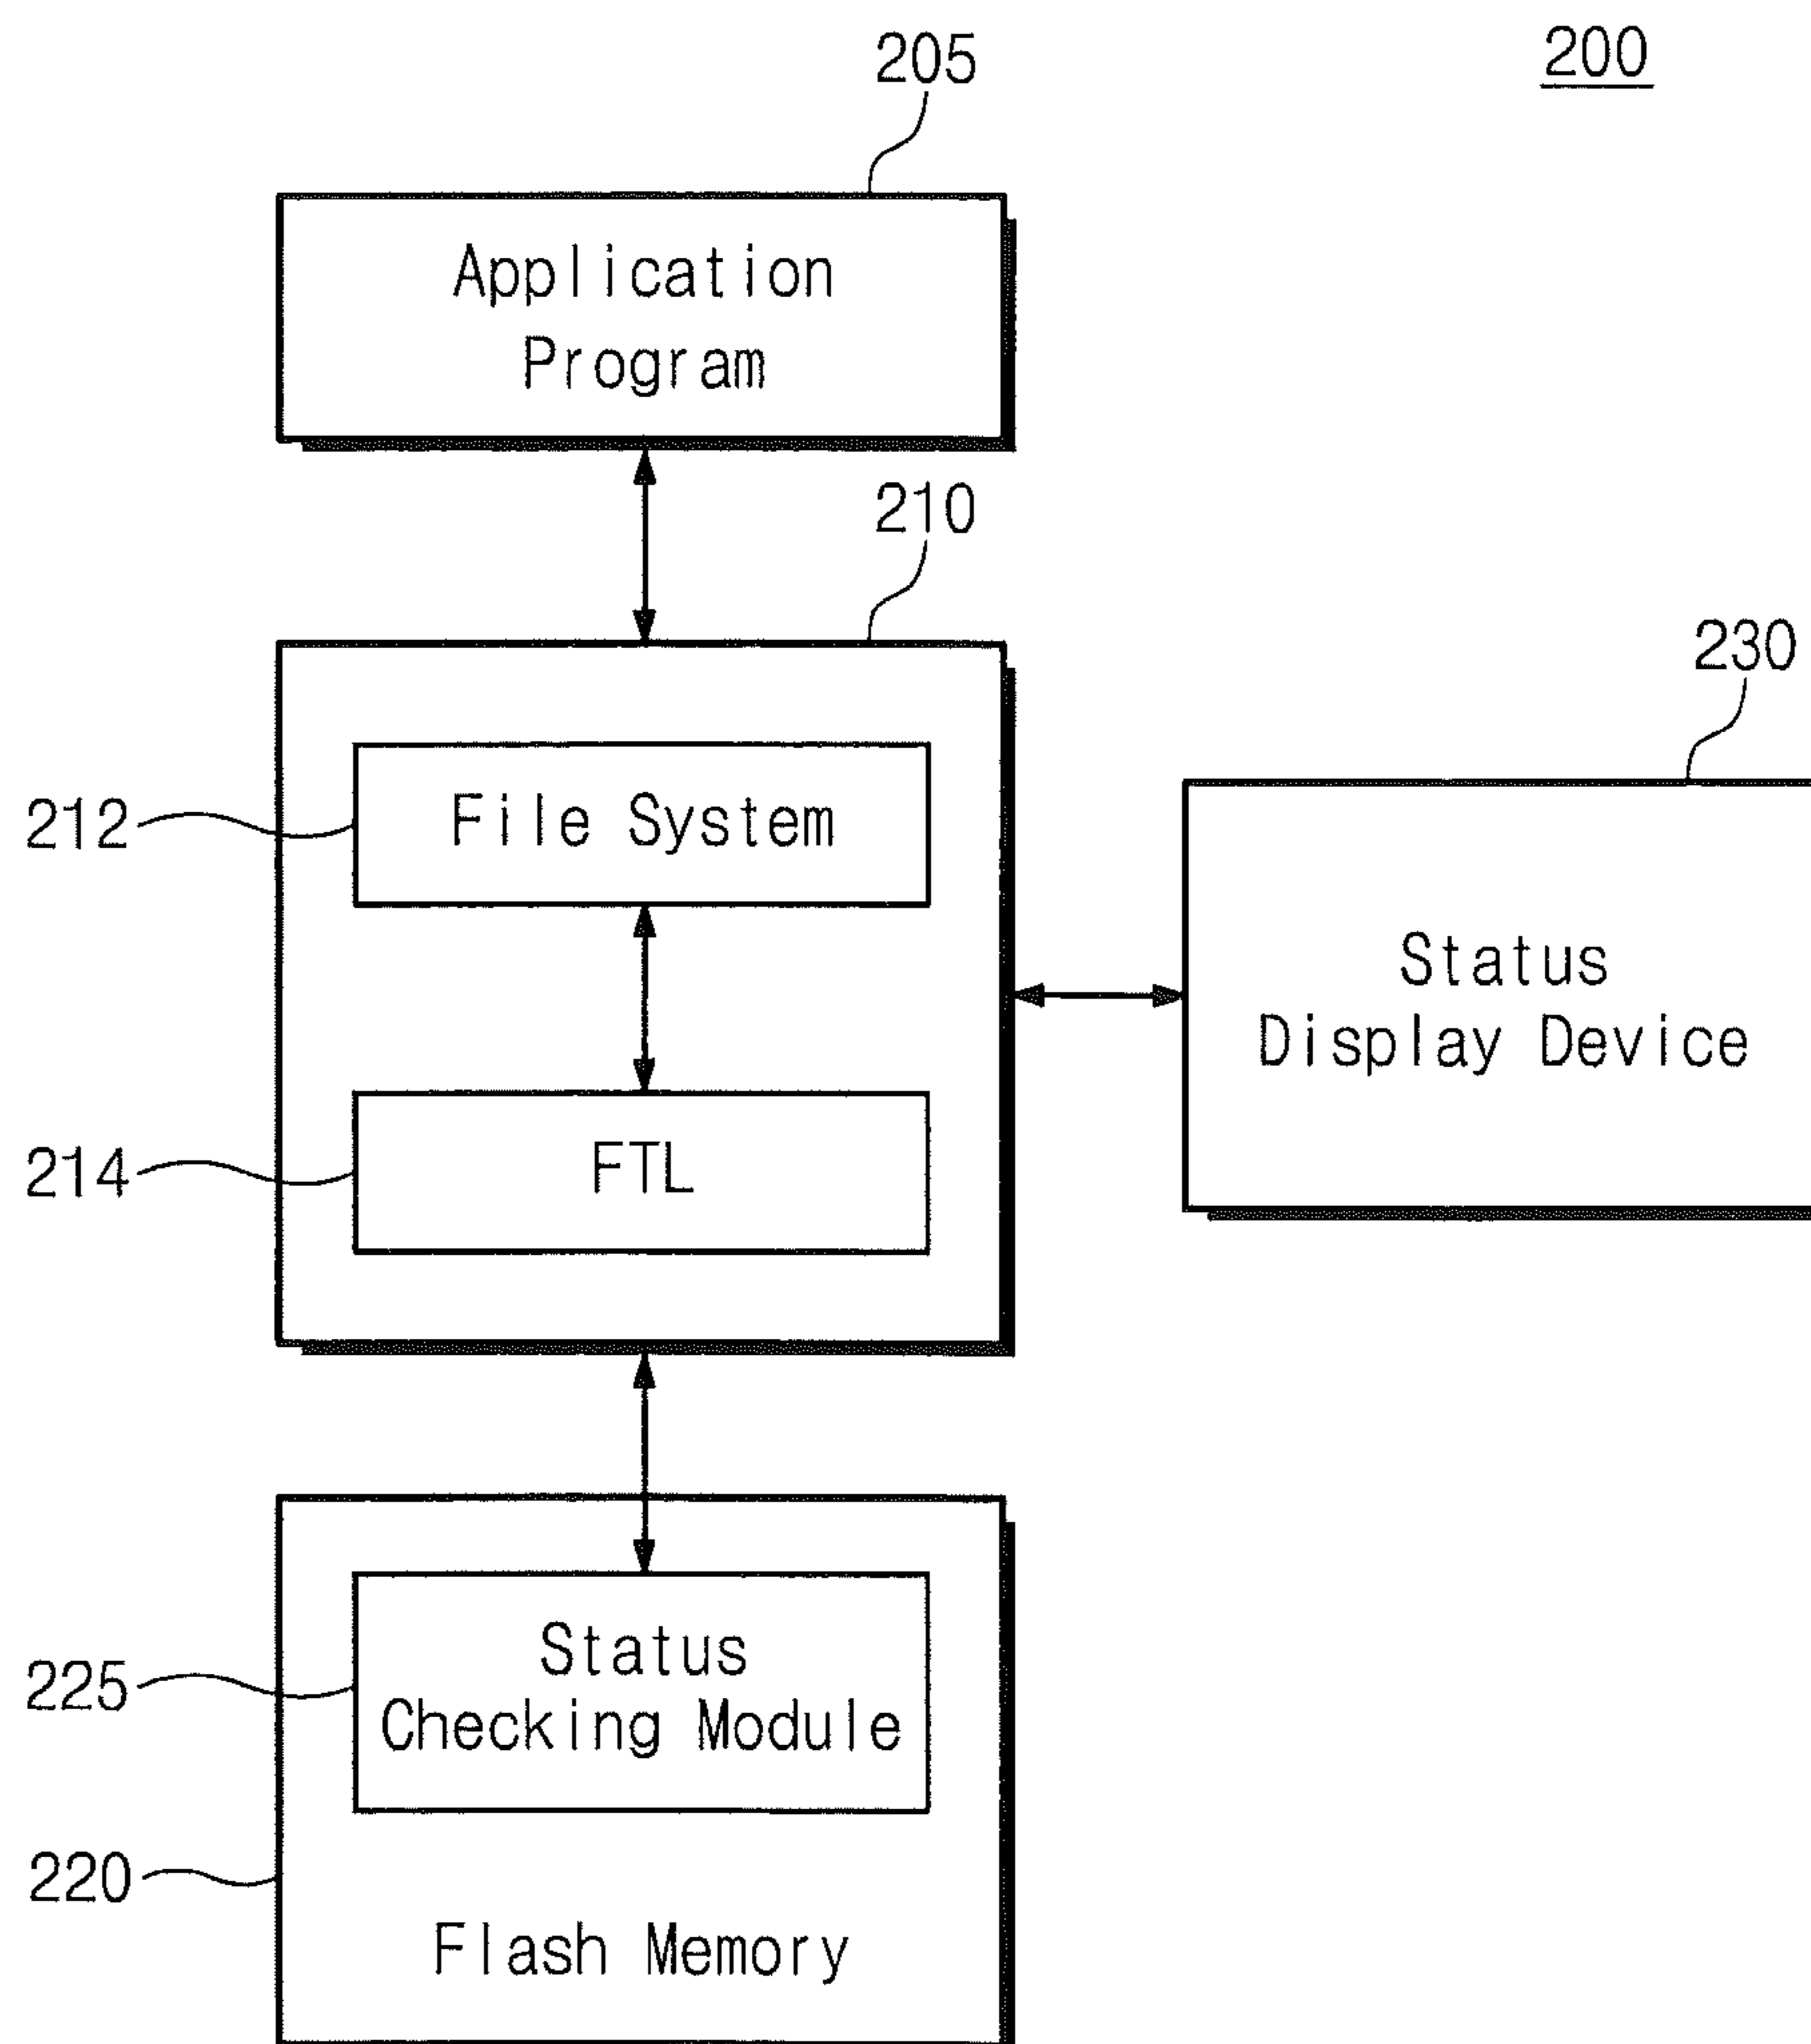 200
205
Application
Program
210
230
212
File System
Status
Display Device
214
FTL
225
Status
Checking Module
220
Flash Memory